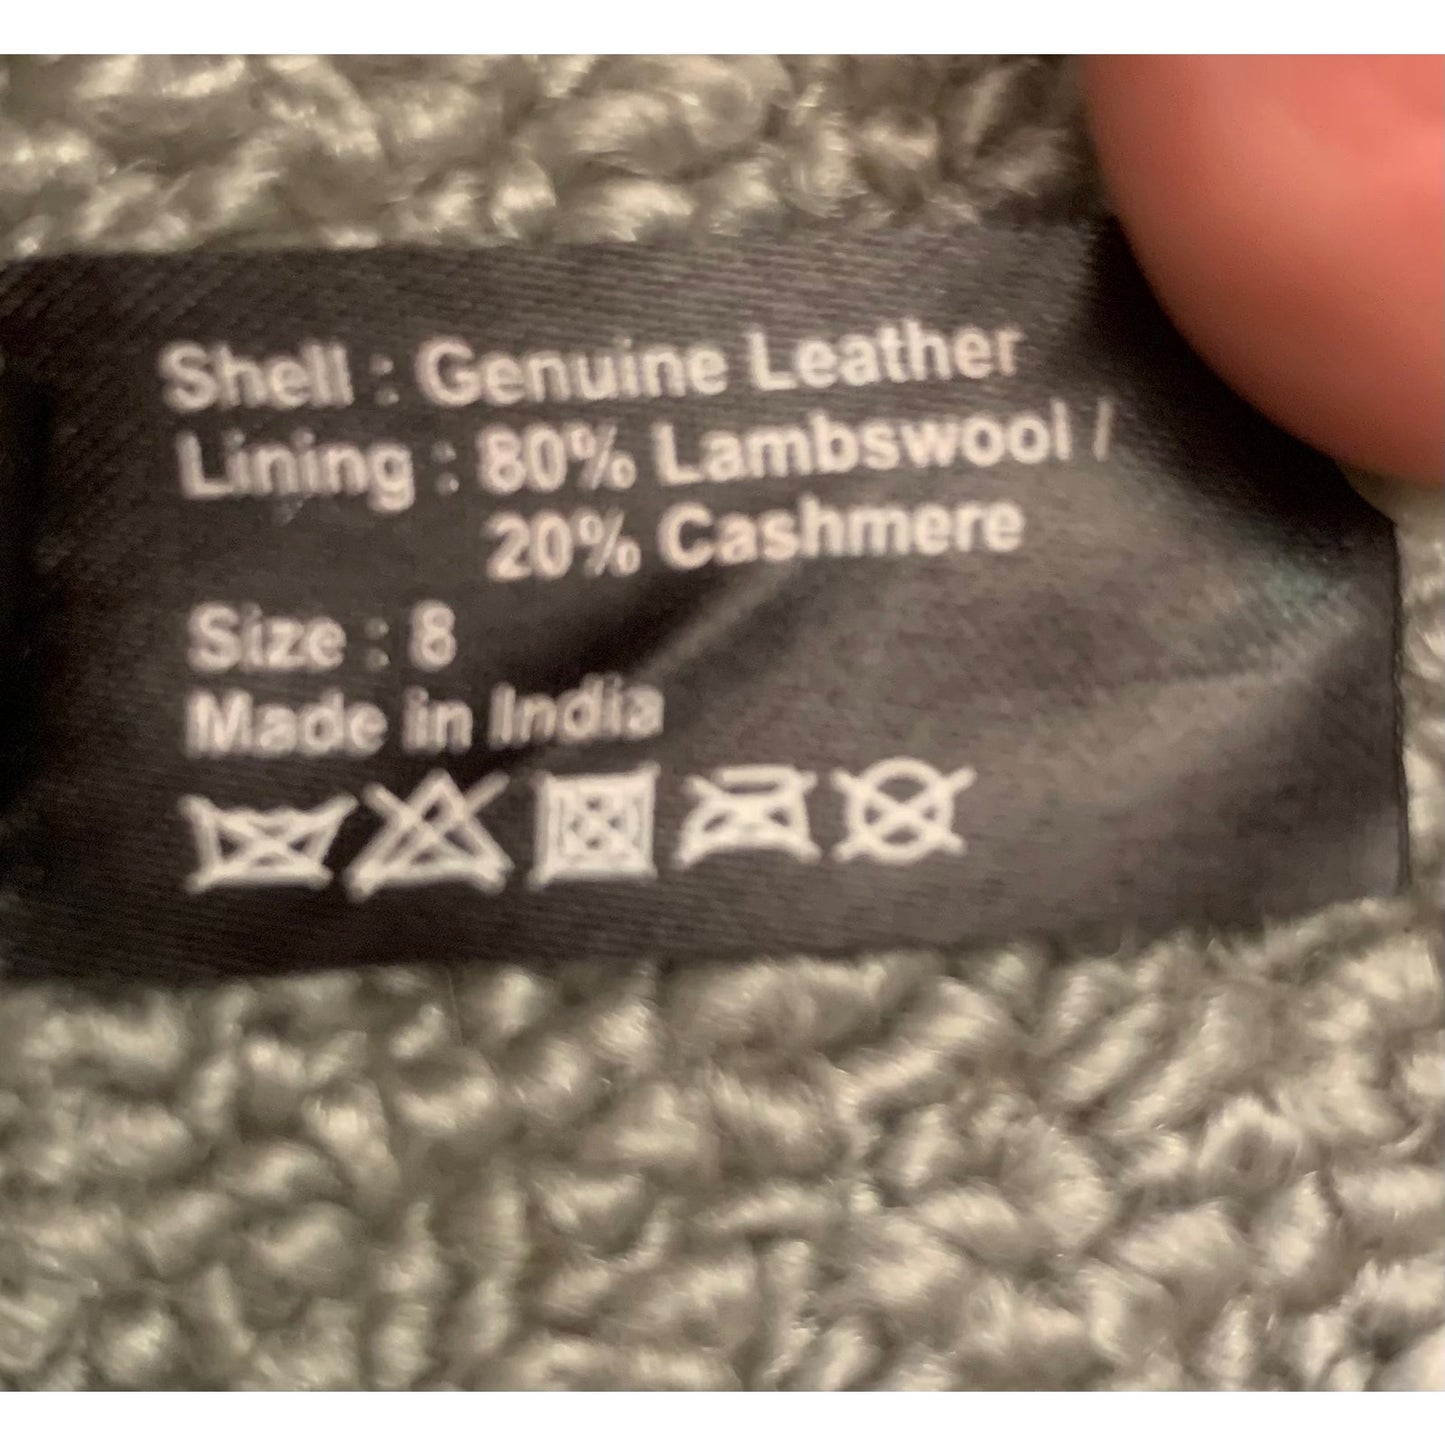 Shell : Genuine Leather
Lining : 80% Lambswool /
20% Cashmere
Size : 8
Made in India